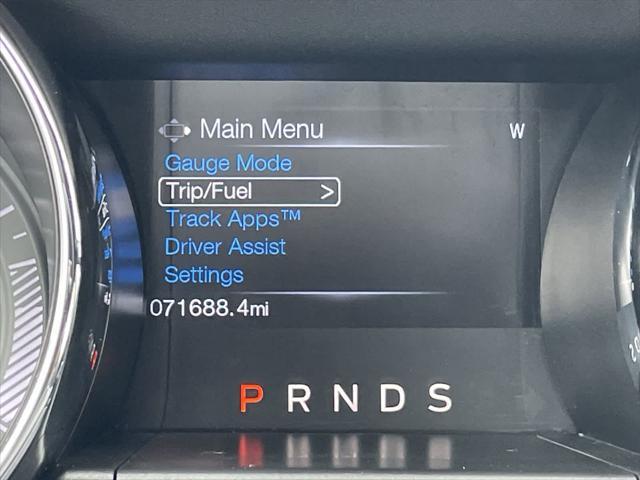 Main Menu W
Gauge Mode
Trip/Fuel >
Track Apps™
Driver Assist
Settings
071688.4mi
P R N D S